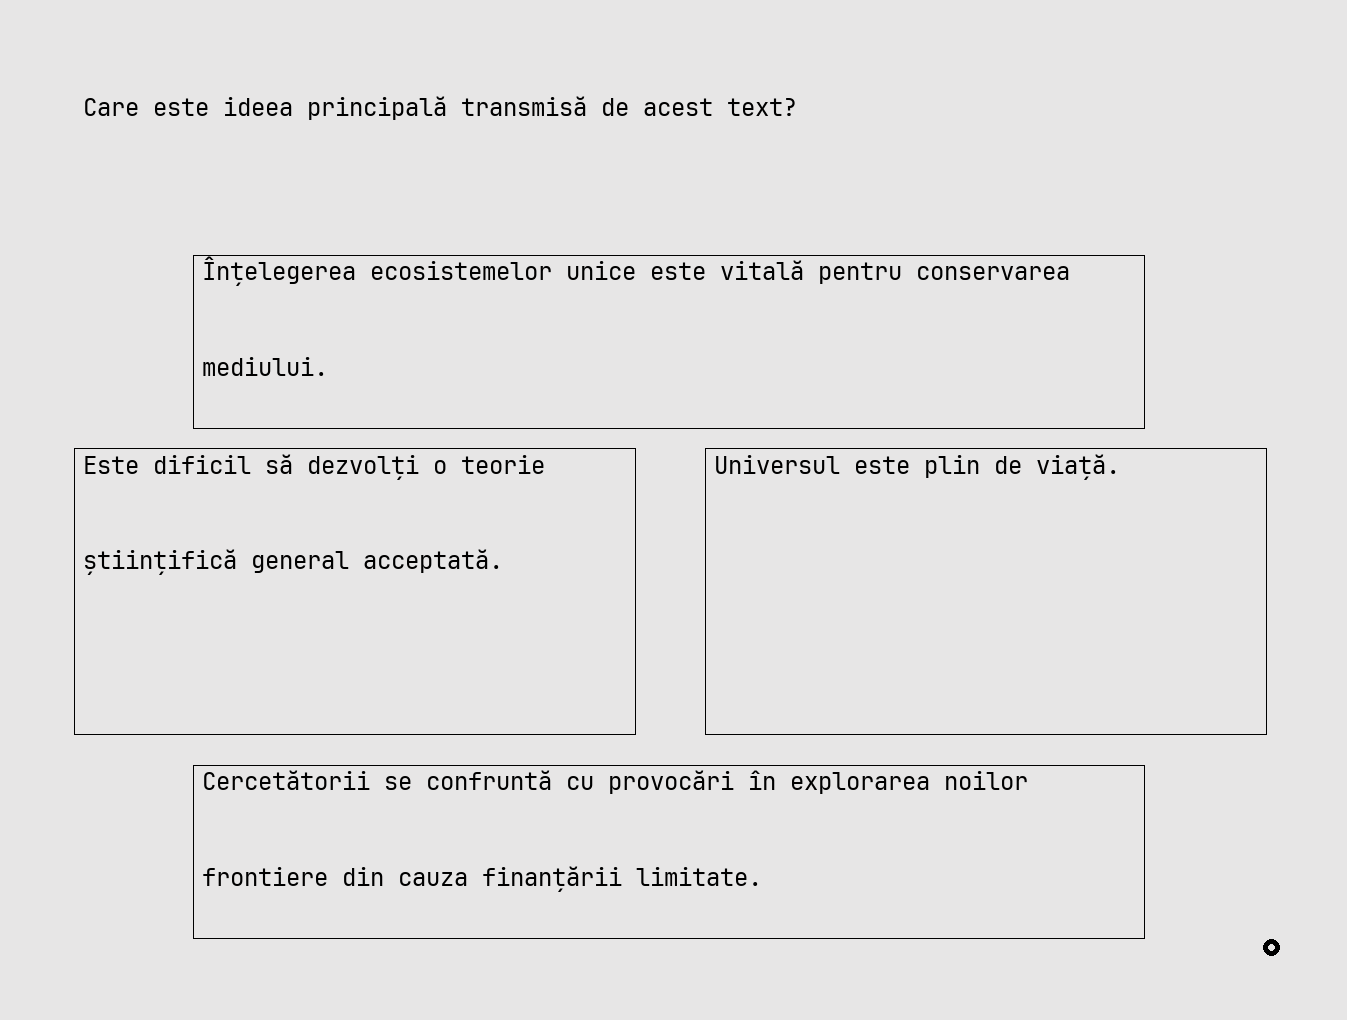 Care este ideea principală transmisă de acest text?
Înțelegerea ecosistemelor unice este vitală pentru conservarea
mediului.
Este dificil să dezvolți o teorie
științifică general acceptată.
Universul este plin de viață.
Cercetătorii se confruntă cu provocări în explorarea noilor
frontiere din cauza finanțării limitate.